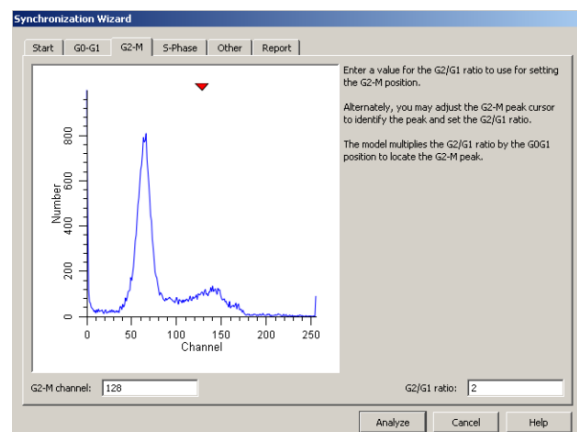 Synchronization Wizard
Start G0-G1 G2-M S-Phase Other Report
Enter a value for the G2/G1 ratio to use for setting
the G2-M position.
Alternately, you may adjust the G2-M peak cursor
to identify the peak and set the G2/G1 ratio.
The model multiplies the G2/G1 ratio by the G0G1
position to locate the G2-M peak.
Number
800
600
400
200
0
0 50 100 150 200 250
Channel
G2-M channel: 128 G2/G1 ratio: 2
Analyze Cancel Help